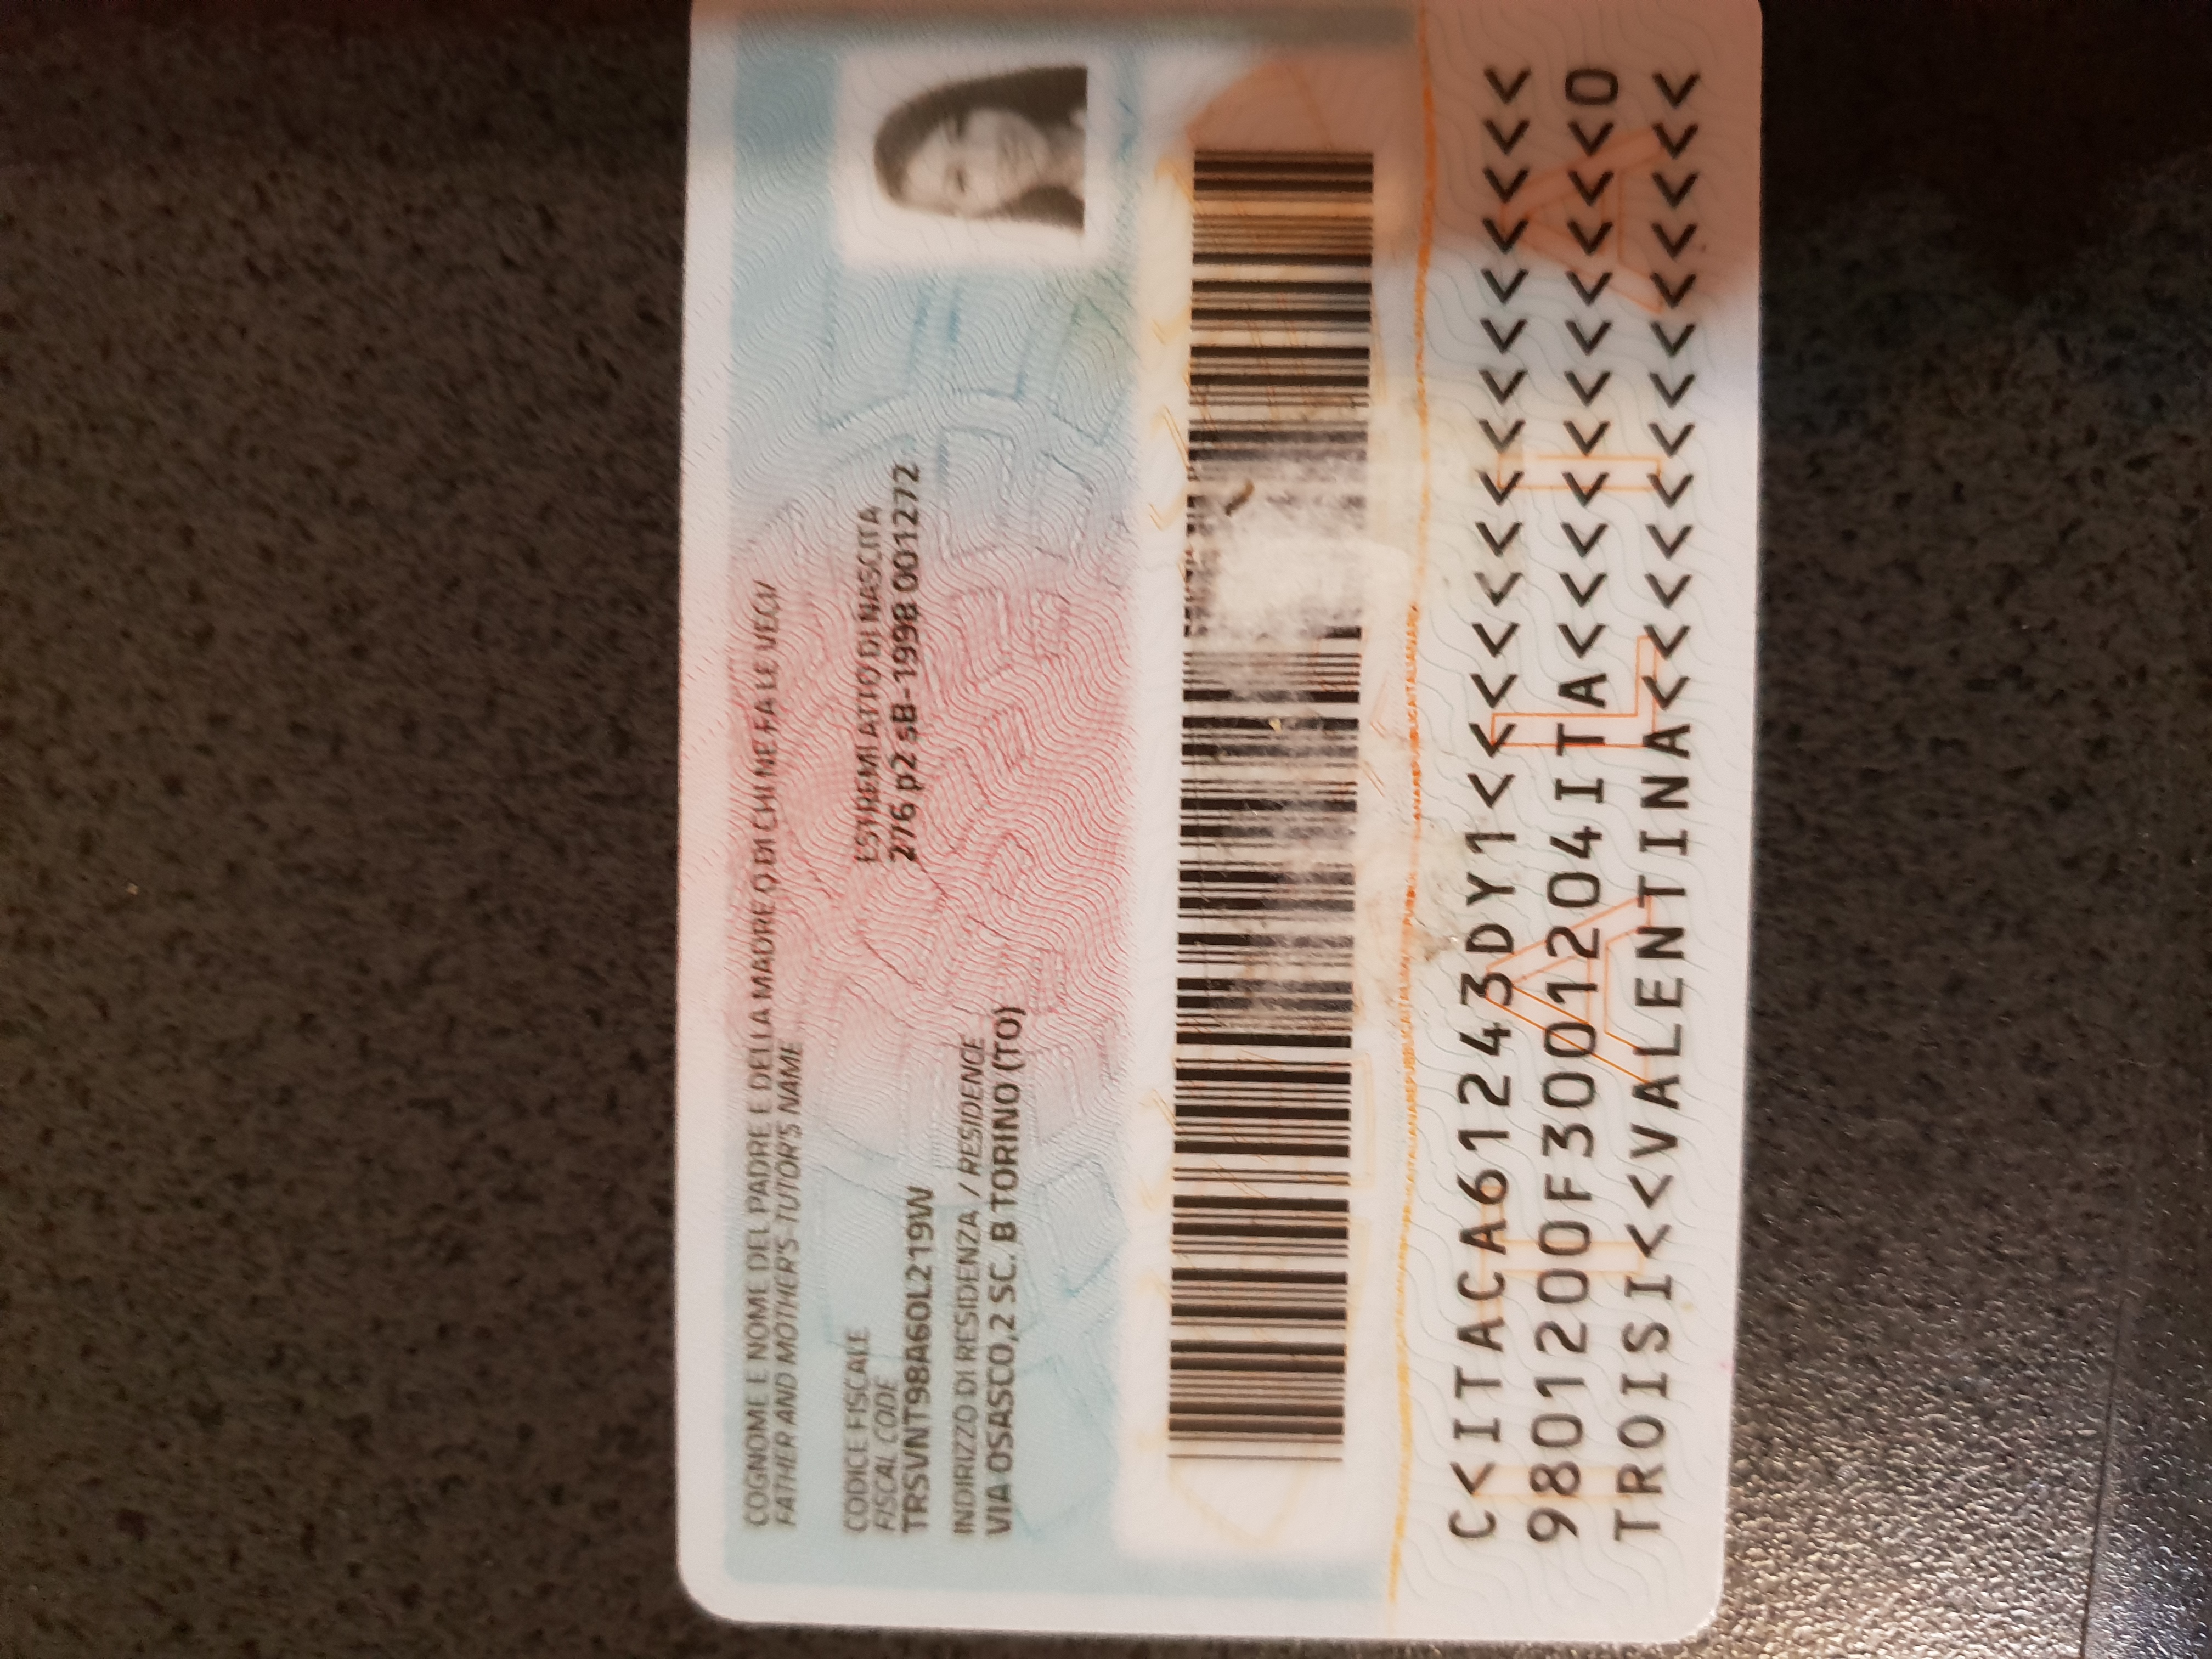 COGNOME E NOME DEL PADRE E DELLA MADRE O DI CHI NE FA LE VECI/
FATHER AND MOTHER'S TUTOR'S NAME
CODICE FISCALE
FISCAL CODE
TRSVNT98A60L219W
ESTREMI ATTO DI NASCITA
276 p2 sB-1998 001272
INDIRIZZO DI RESIDENZA / RESIDENCE
VIA OSASCO,2 SC. B TORINO (TO)
C<ITACA61243DY1<<<<<<<<<<<<<<<
9801200F3001204ITA<<<<<<<<<<<0
TROISI<<VALENTINA<<<<<<<<<<<<<
ITALIA